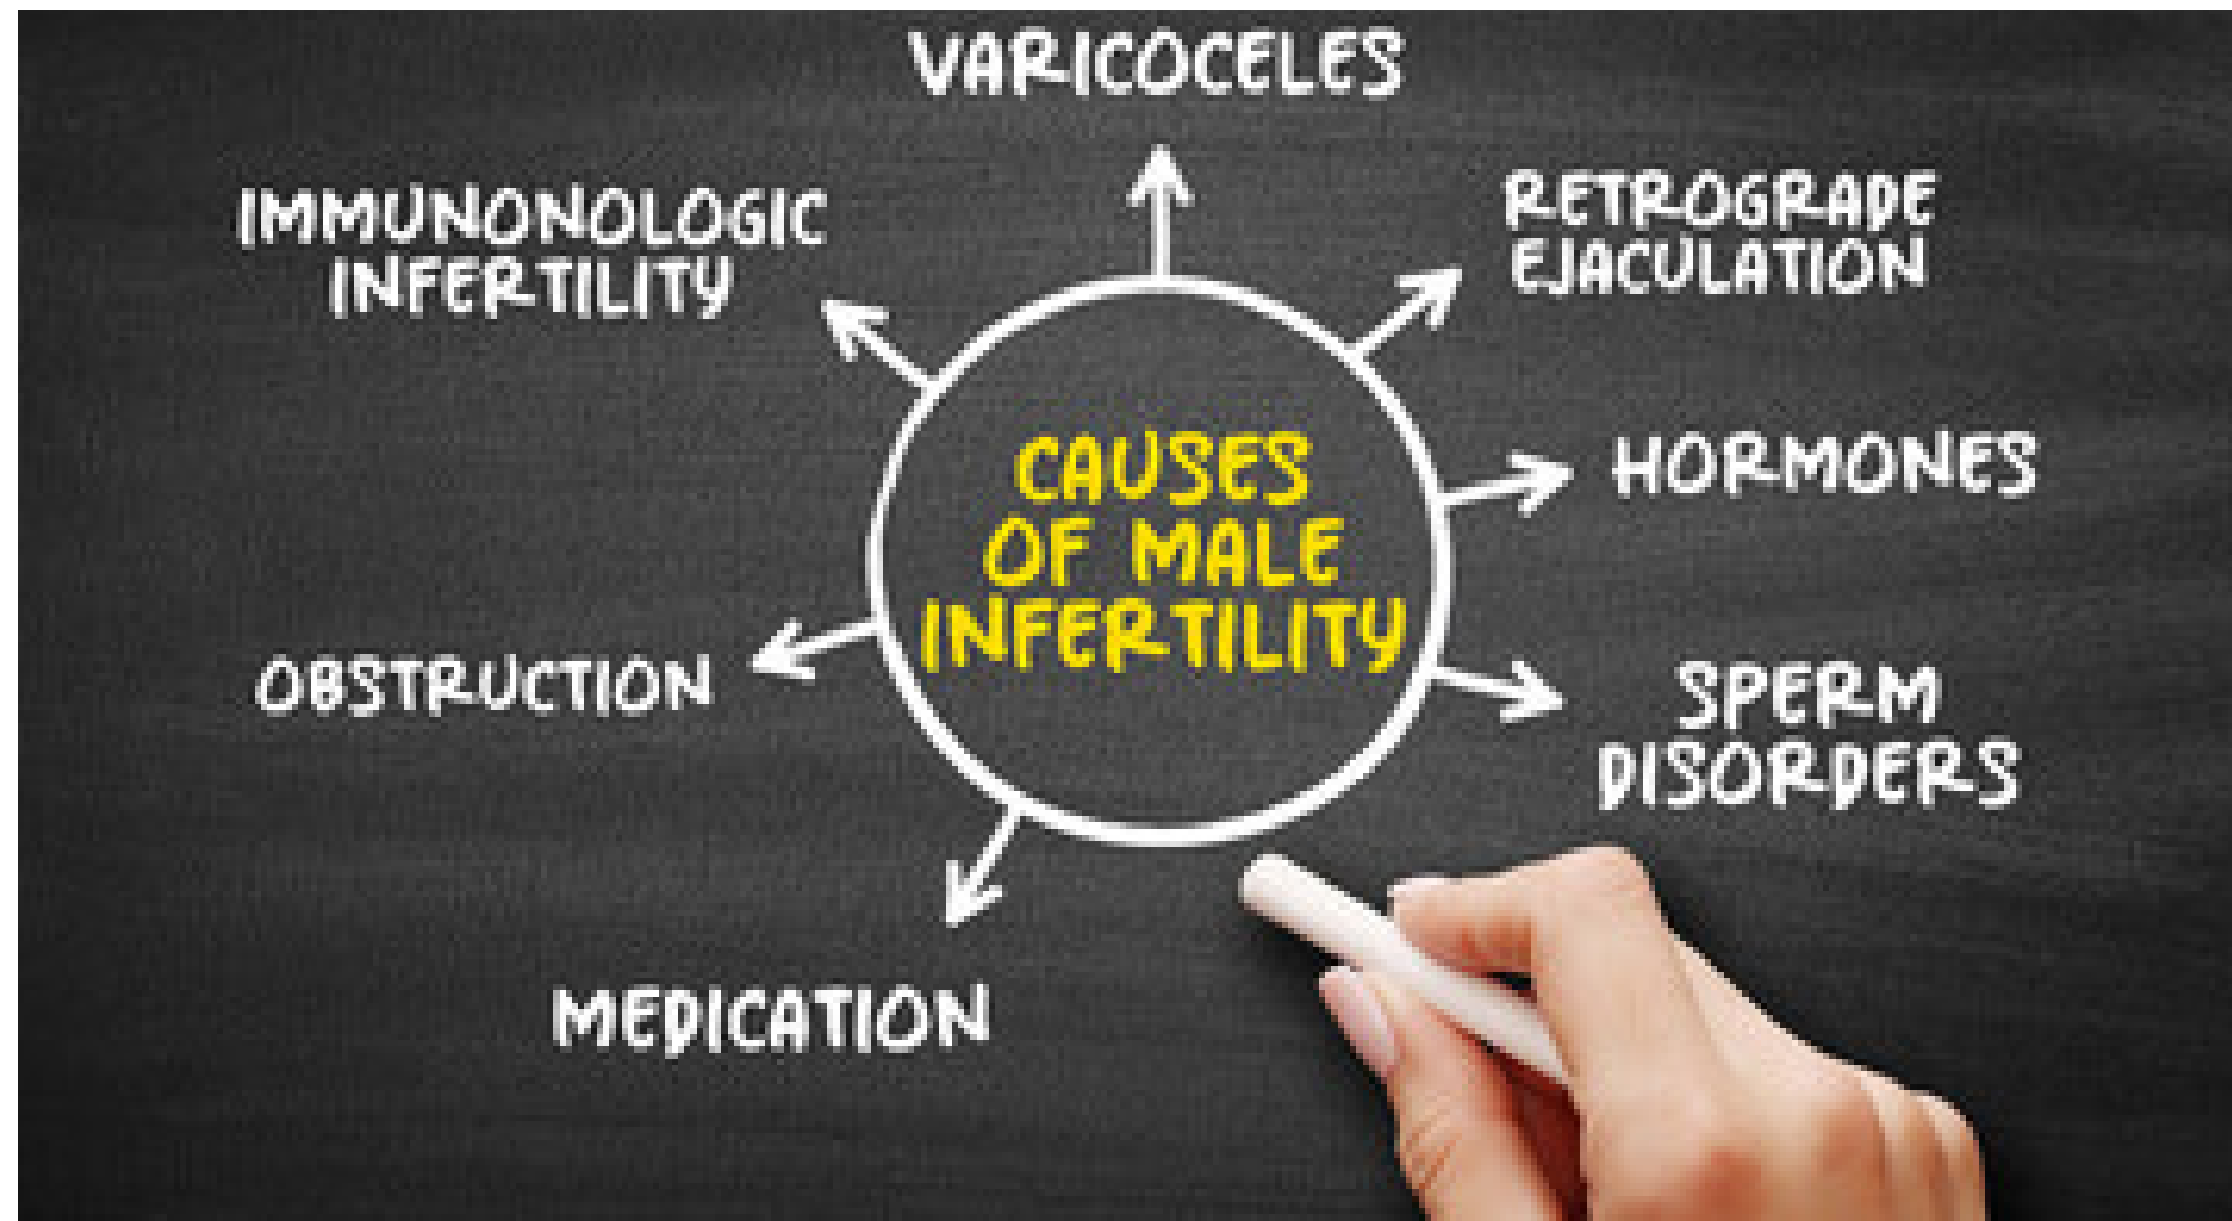 VARICOCELES
IMMUNONOLOGIC
INFERTILITY
RETROGRADE
EJACULATION
HORMONES
CAUSES
OF MALE
INFERTILITY
OBSTRUCTION
SPERM
DISORDERS
MEDICATION